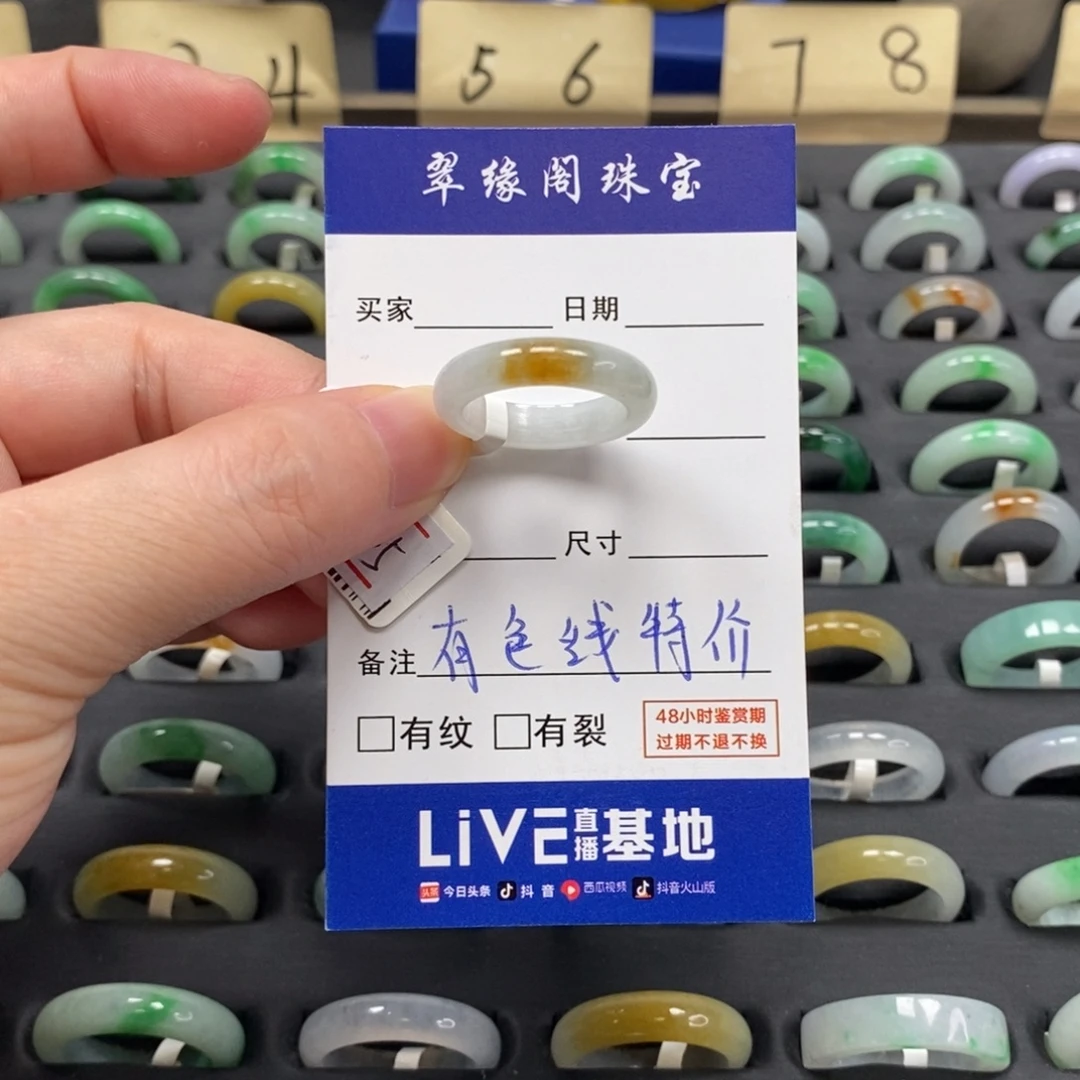 4
5 6
7 8
翠缘阁珠宝
买家 日期
尺寸
备注 有色线特价
有纹 有裂
48小时鉴赏期
过期不退不换
LiVE直播基地
头条 今日头条 抖音 西瓜视频 抖音火山版